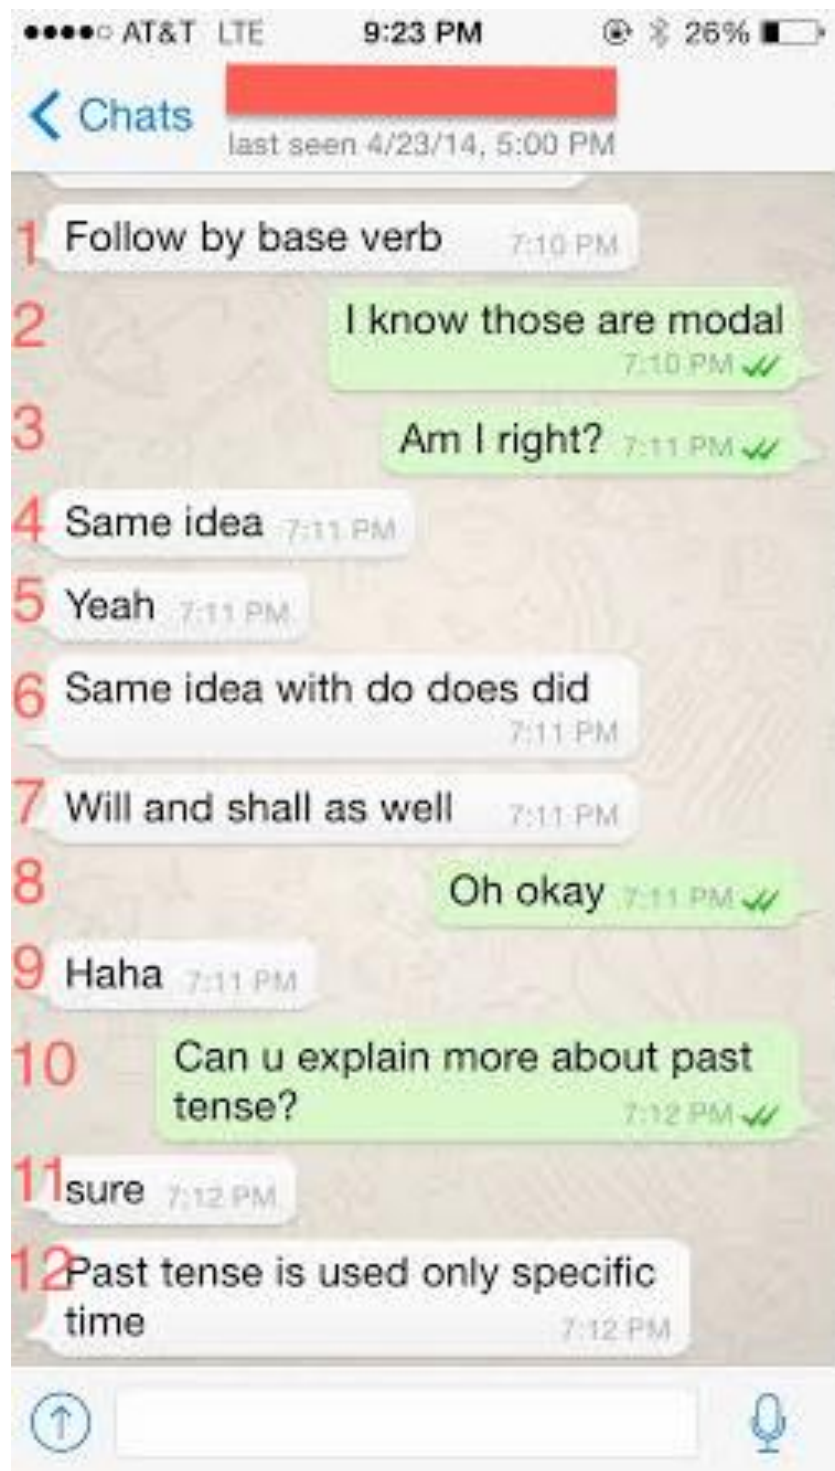 AT&T LTE 9:23 PM 26%
Chats
last seen 4/23/14, 5:00 PM
1 Follow by base verb 7:10 PM
2 I know those are modal
7:10 PM
3 Am I right? 7:11 PM
4 Same idea 7:11 PM
5 Yeah 7:11 PM
6 Same idea with do does did
7:11 PM
7 Will and shall as well 7:11 PM
8 Oh okay 7:11 PM
9 Haha 7:11 PM
10 Can u explain more about past
tense? 7:12 PM
11 sure 7:12 PM
12 Past tense is used only specific
time 7:12 PM